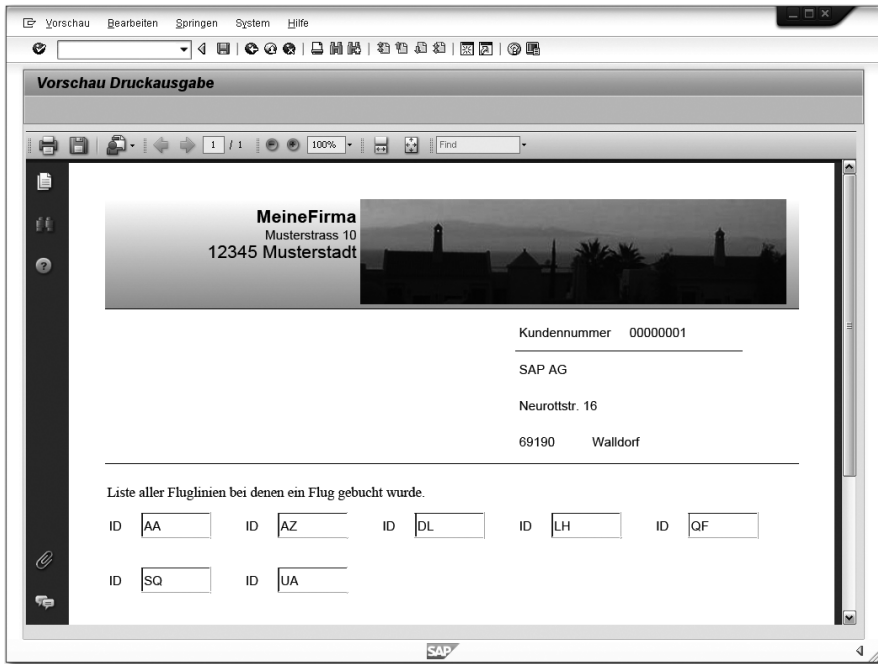 Vorschau Bearbeiten Springen System Hilfe
Vorschau Druckausgabe
1 / 1 100% Find
MeineFirma
Musterstrass 10
12345 Musterstadt
Kundennummer 00000001
SAP AG
Neurottstr. 16
69190 Walldorf
Liste aller Fluglinien bei denen ein Flug gebucht wurde.
ID AA ID AZ ID DL ID LH ID QF
ID SQ ID UA
SAP